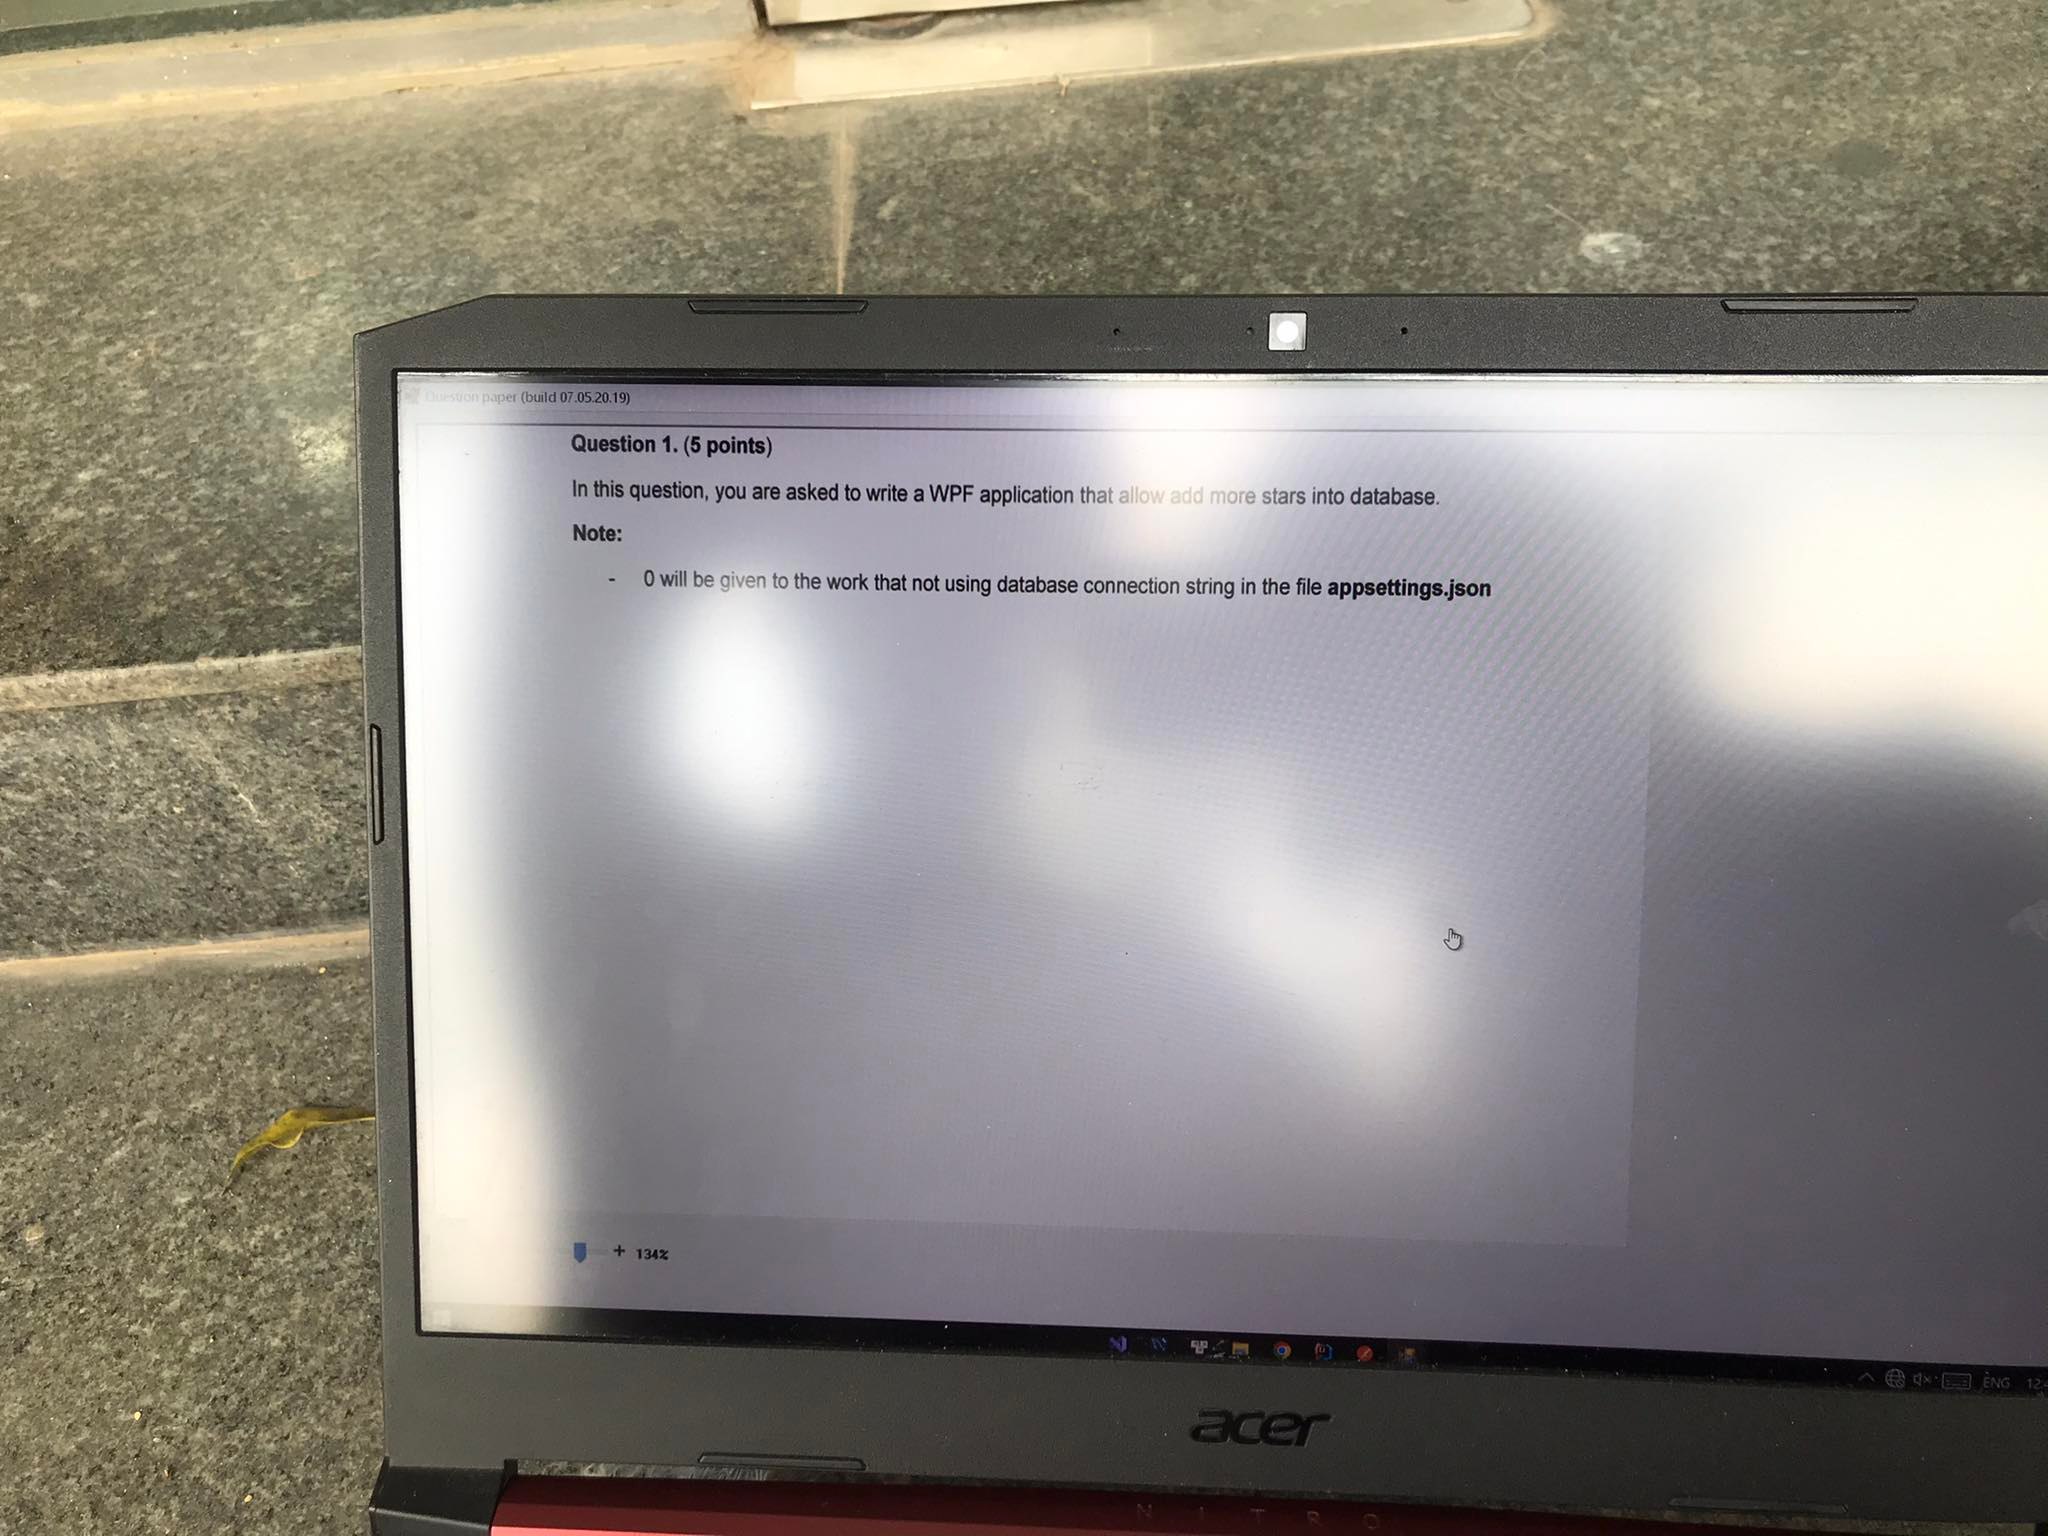 Question paper (build 07.05.20.19)
Question 1. (5 points)
In this question, you are asked to write a WPF application that allow add more stars into database.
Note:
- 0 will be given to the work that not using database connection string in the file appsettings.json
+ 134%
ENG
acer
NITRO